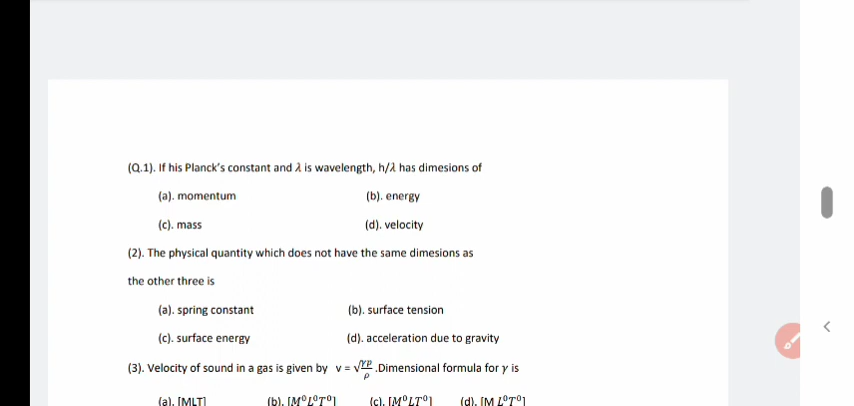 (Q.1). If his Planck's constant and λ is wavelength, h/λ has dimesions of
(a). momentum (b). energy
(c). mass (d). velocity
(2). The physical quantity which does not have the same dimesions as
the other three is
(a). spring constant (b). surface tension
(c). surface energy (d). acceleration due to gravity
(3). Velocity of sound in a gas is given by v = √γp/ρ .Dimensional formula for γ is
(a). [MLT] (b). [M⁰L⁰T⁰] (c). [M⁰LT⁰] (d). [M L⁰T⁰]